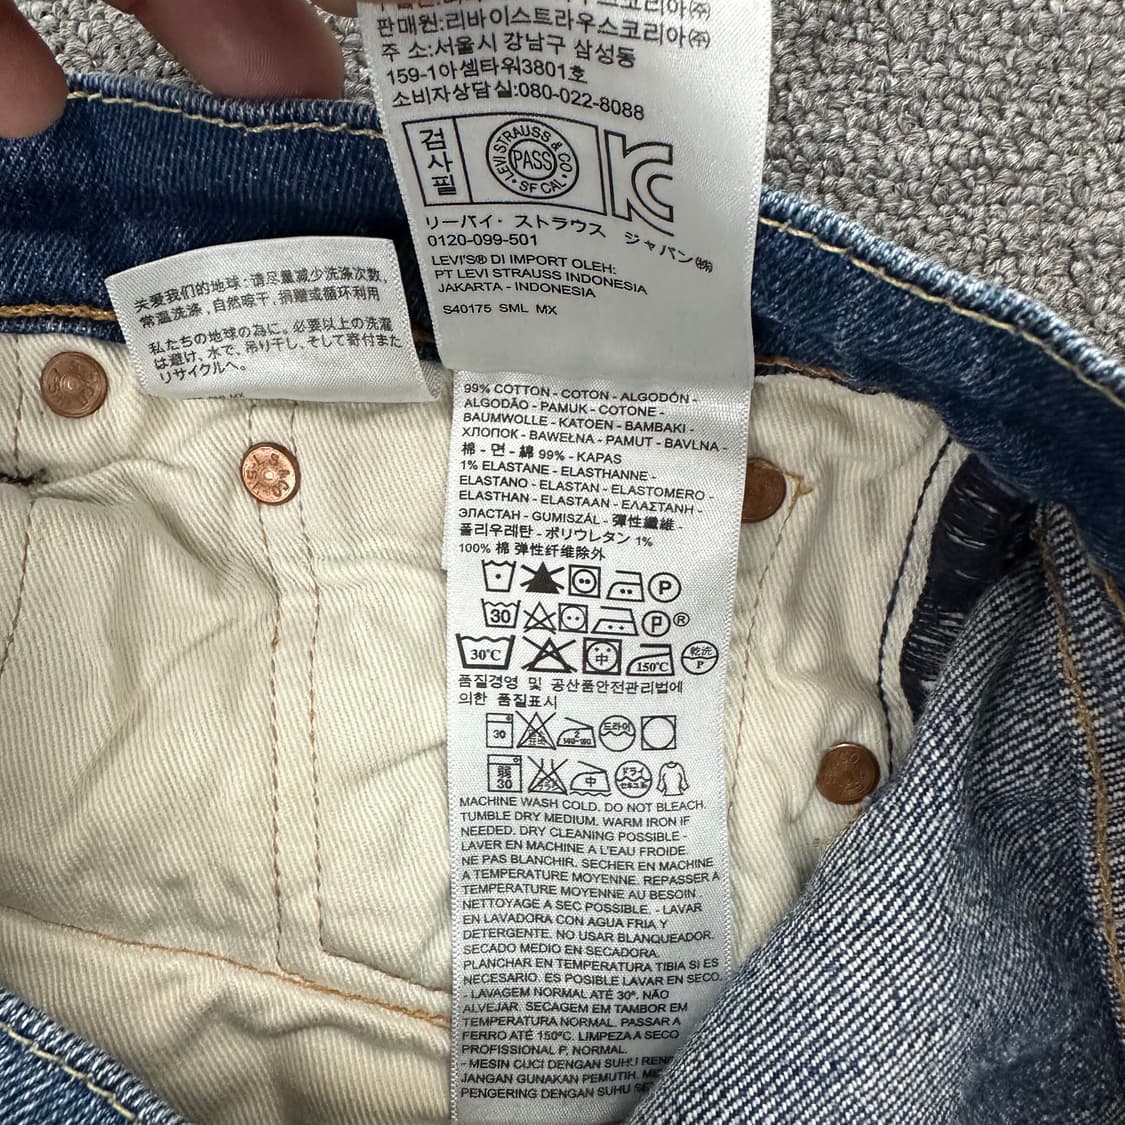 판매원:리바이스트라우스코리아㈜
주 소:서울시 강남구 삼성동
159-1아셈타워3801호
소비자상담실:080-022-8088
검사필
LEVI STRAUSS & CO
PASS
SF CAL
リーバイ・ストラウス ジャパン㈱
0120-099-501
LEVI'S® DI IMPORT OLEH:
PT LEVI STRAUSS INDONESIA
JAKARTA - INDONESIA
S40175 SML MX
关爱我们的地球:请尽量减少洗涤次数,
常温洗涤,自然晾干,捐赠或循环利用
私たちの地球の為に。必要以上の洗濯
は避け、水で、吊り干し、そして寄付また
リサイクルへ。
99% COTTON - COTON - ALGODÓN -
ALGODÃO - PAMUK - COTONE -
BAUMWOLLE - KATOEN - BAMBAKI -
ХЛОПОК - BAWEŁNA - PAMUT - BAVLNA -
棉 - 면 - 綿 99% - KAPAS
1% ELASTANE - ELASTHANNE -
ELASTANO - ELASTAN - ELASTOMERO -
ELASTHAN - ELASTAAN - ΕΛΑΣΤΑΝΗ -
ЭЛАСТАН - GUMISZÁL - 彈性纖維 -
폴리우레탄 - ポリウレタン 1%
100% 棉 弹性纤维除外
P
30 P ®
30°C 中 150°C 乾洗 P
품질경영 및 공산품안전관리법에
의한 품질표시
30 2 드라이
弱 30 中 ドライ
MACHINE WASH COLD. DO NOT BLEACH.
TUMBLE DRY MEDIUM. WARM IRON IF
NEEDED. DRY CLEANING POSSIBLE -
LAVER EN MACHINE A L'EAU FROIDE.
NE PAS BLANCHIR. SECHER EN MACHINE
A TEMPERATURE MOYENNE. REPASSER A
TEMPERATURE MOYENNE AU BESOIN
NETTOYAGE A SEC POSSIBLE. - LAVAR
EN LAVADORA CON AGUA FRIA Y
DETERGENTE. NO USAR BLANQUEADOR.
SECADO MEDIO EN SECADORA.
PLANCHAR EN TEMPERATURA TIBIA SI ES
NECESARIO. ES POSIBLE LAVAR EN SECO.
- LAVAGEM NORMAL ATÉ 30º. NÃO
ALVEJAR. SECAGEM EM TAMBOR EM
TEMPERATURA NORMAL. PASSAR A
FERRO ATÉ 150ºC. LIMPEZA A SECO
PROFISSIONAL P, NORMAL.
- MESIN CUCI DENGAN SUHU
JANGAN GUNAKAN PEMUTIH.
PENGERING DENGAN SUHU